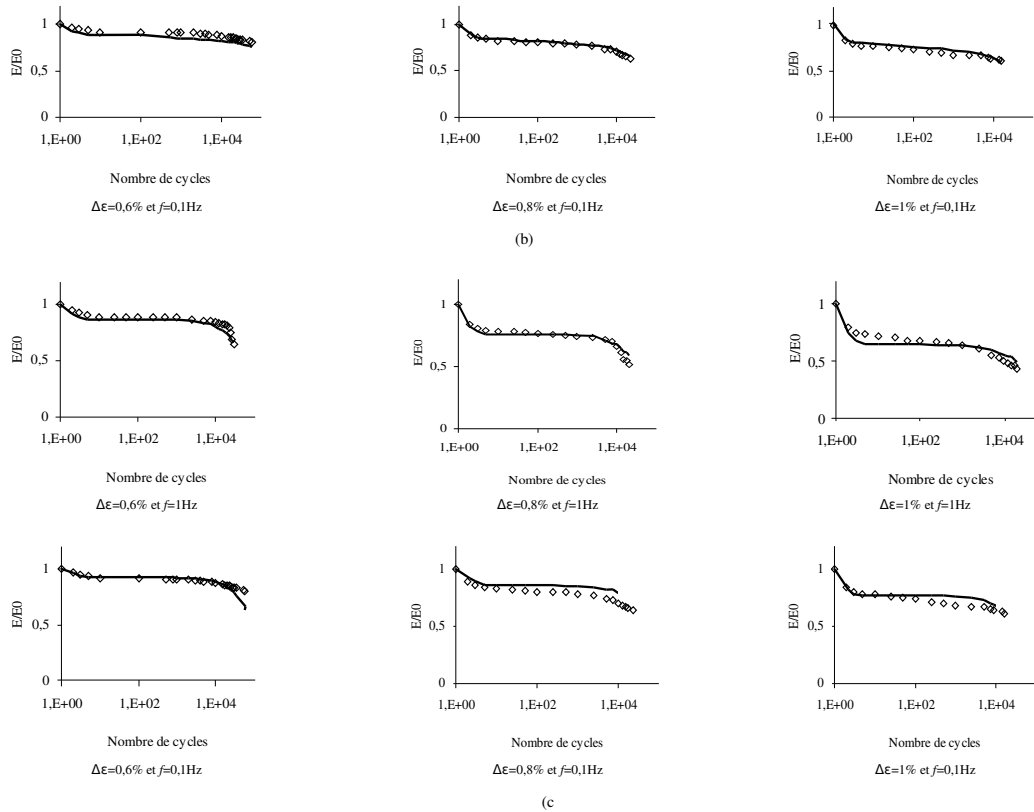 1
E/E0
0,5
0
1,E+00 1,E+02 1,E+04
Nombre de cycles
Δε=0,6% et f=0,1Hz
1
E/E0
0,5
0
1,E+00 1,E+02 1,E+04
Nombre de cycles
Δε=0,8% et f=0,1Hz
1
E/E0
0,5
0
1,E+00 1,E+02 1,E+04
Nombre de cycles
Δε=1% et f=0,1Hz
(b)
1
E/E0
0,5
0
1,E+00 1,E+02 1,E+04
Nombre de cycles
Δε=0,6% et f=1Hz
1
E/E0
0,5
0
1,E+00 1,E+02 1,E+04
Nombre de cycles
Δε=0,8% et f=1Hz
1
E/E0
0,5
0
1,E+00 1,E+02 1,E+04
Nombre de cycles
Δε=1% et f=1Hz
1
E/E0
0,5
0
1,E+00 1,E+02 1,E+04
Nombre de cycles
Δε=0,6% et f=0,1Hz
1
E/E0
0,5
0
1,E+00 1,E+02 1,E+04
Nombre de cycles
Δε=0,8% et f=0,1Hz
1
E/E0
0,5
0
1,E+00 1,E+02 1,E+04
Nombre de cycles
Δε=1% et f=0,1Hz
(c